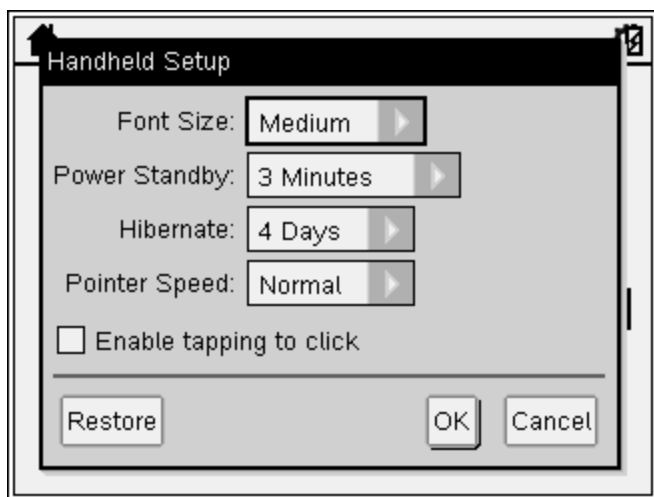 Handheld Setup
Font Size: Medium
Power Standby: 3 Minutes
Hibernate: 4 Days
Pointer Speed: Normal
Enable tapping to click
Restore OK Cancel